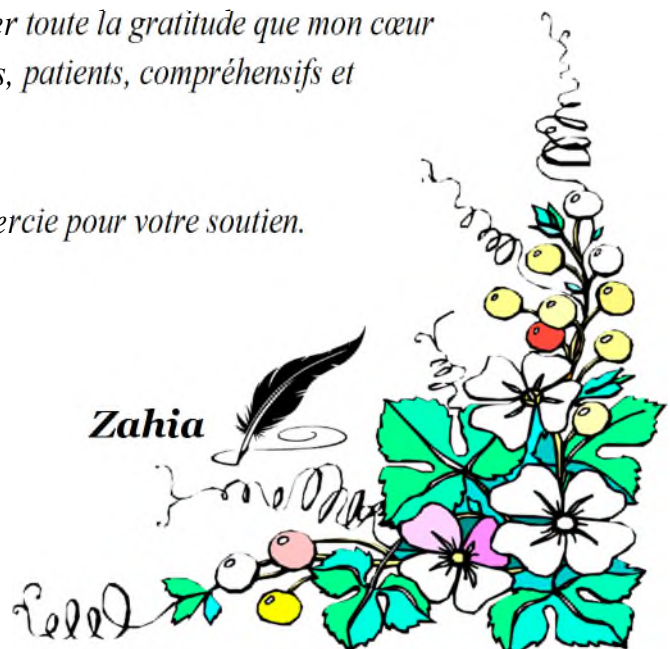 er toute la gratitude que mon cœur
s, patients, compréhensifs et
ercie pour votre soutien.
Zahia